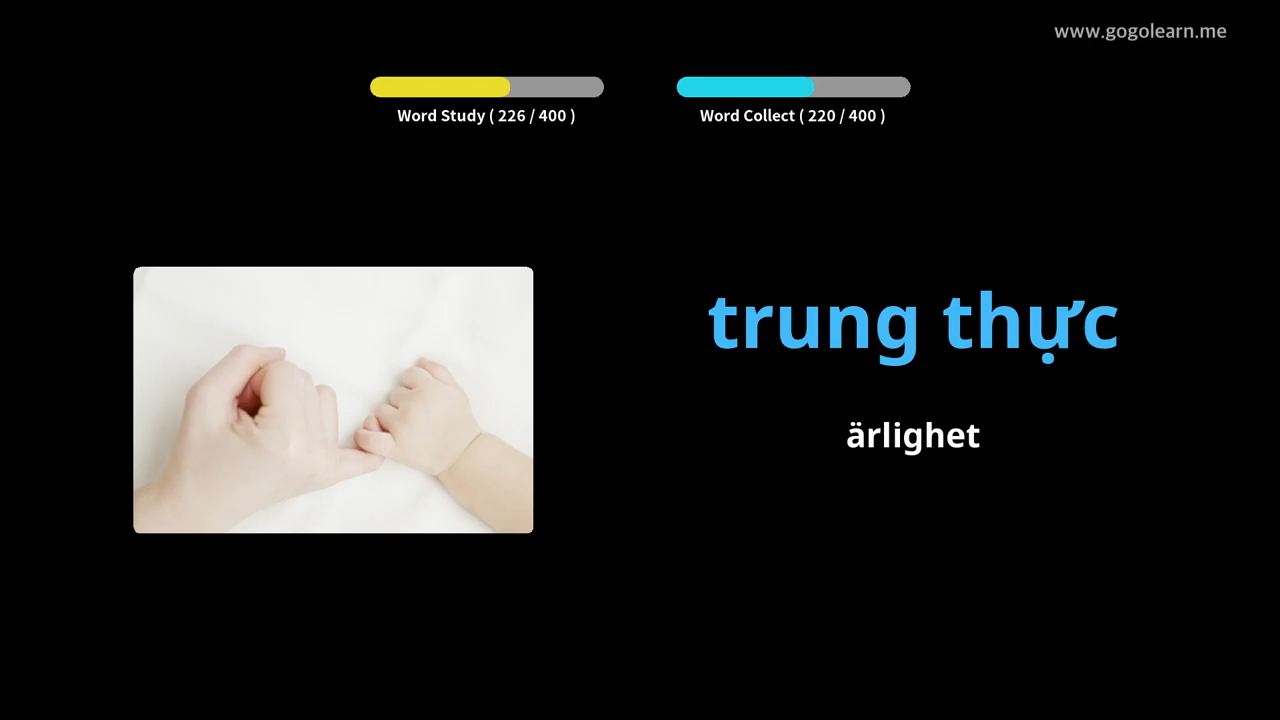 www.gogolearn.me
Word Study ( 226 / 400 )
Word Collect ( 220 / 400 )
trung thực
ärlighet